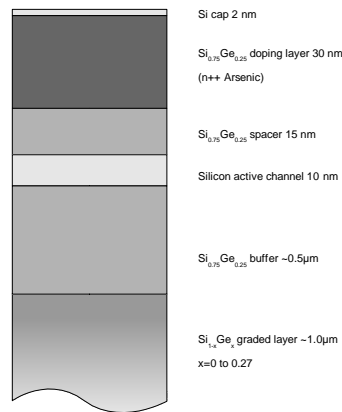 Si cap 2 nm
Si0.75Ge0.25 doping layer 30 nm
(n++ Arsenic)
Si0.75Ge0.25 spacer 15 nm
Silicon active channel 10 nm
Si0.75Ge0.25 buffer ~0.5μm
Si1-xGex graded layer ~1.0μm
x=0 to 0.27